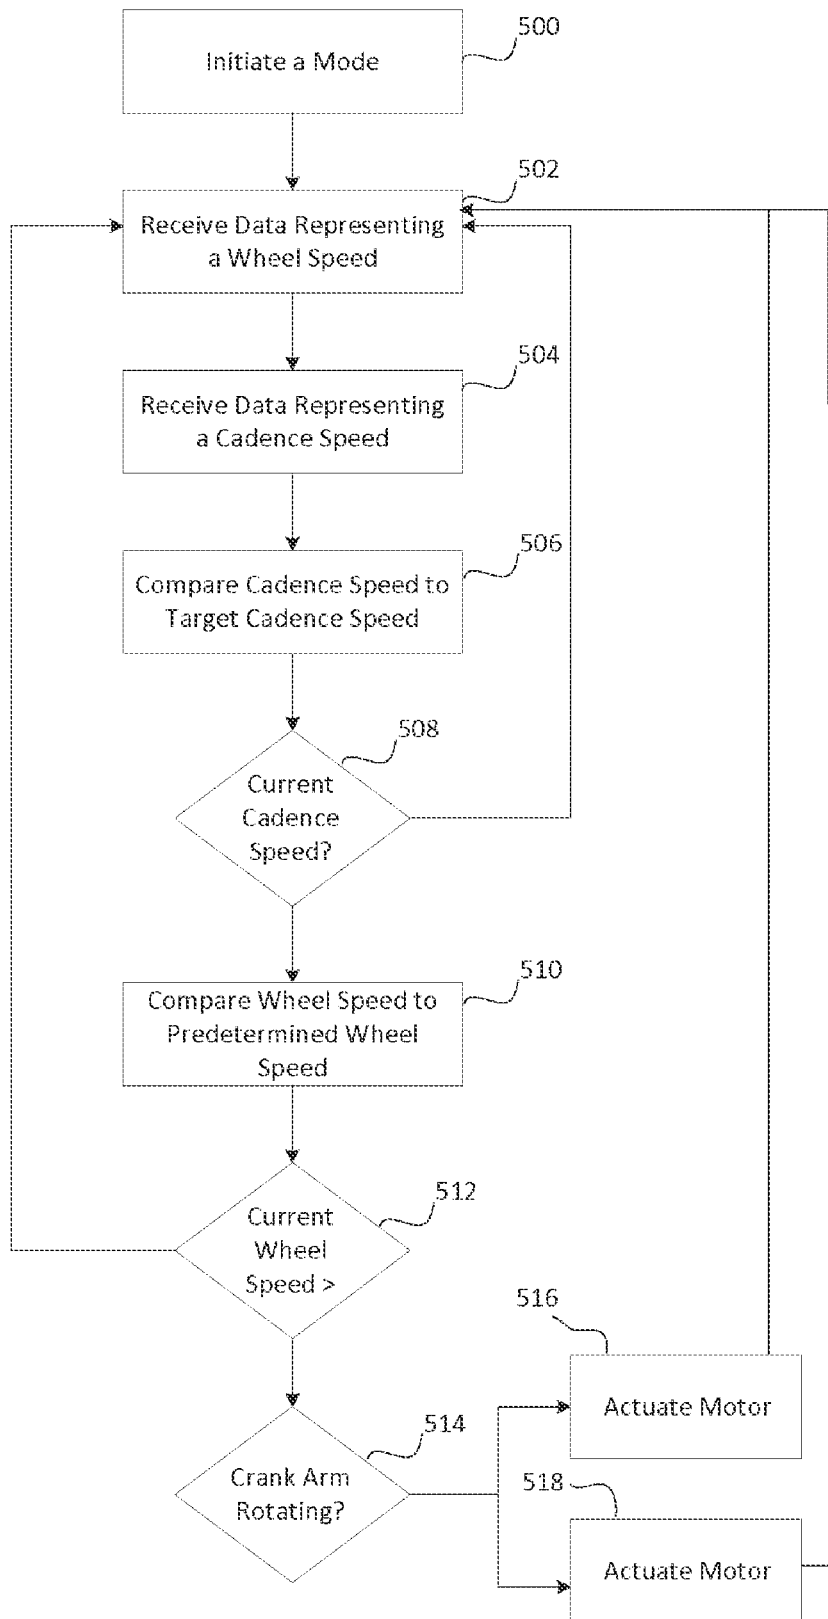 500
Initiate a Mode
502
Receive Data Representing
a Wheel Speed
504
Receive Data Representing
a Cadence Speed
506
Compare Cadence Speed to
Target Cadence Speed
508
Current
Cadence
Speed?
510
Compare Wheel Speed to
Predetermined Wheel
Speed
512
Current
Wheel
Speed >
516
Actuate Motor
514
Crank Arm
Rotating?
518
Actuate Motor